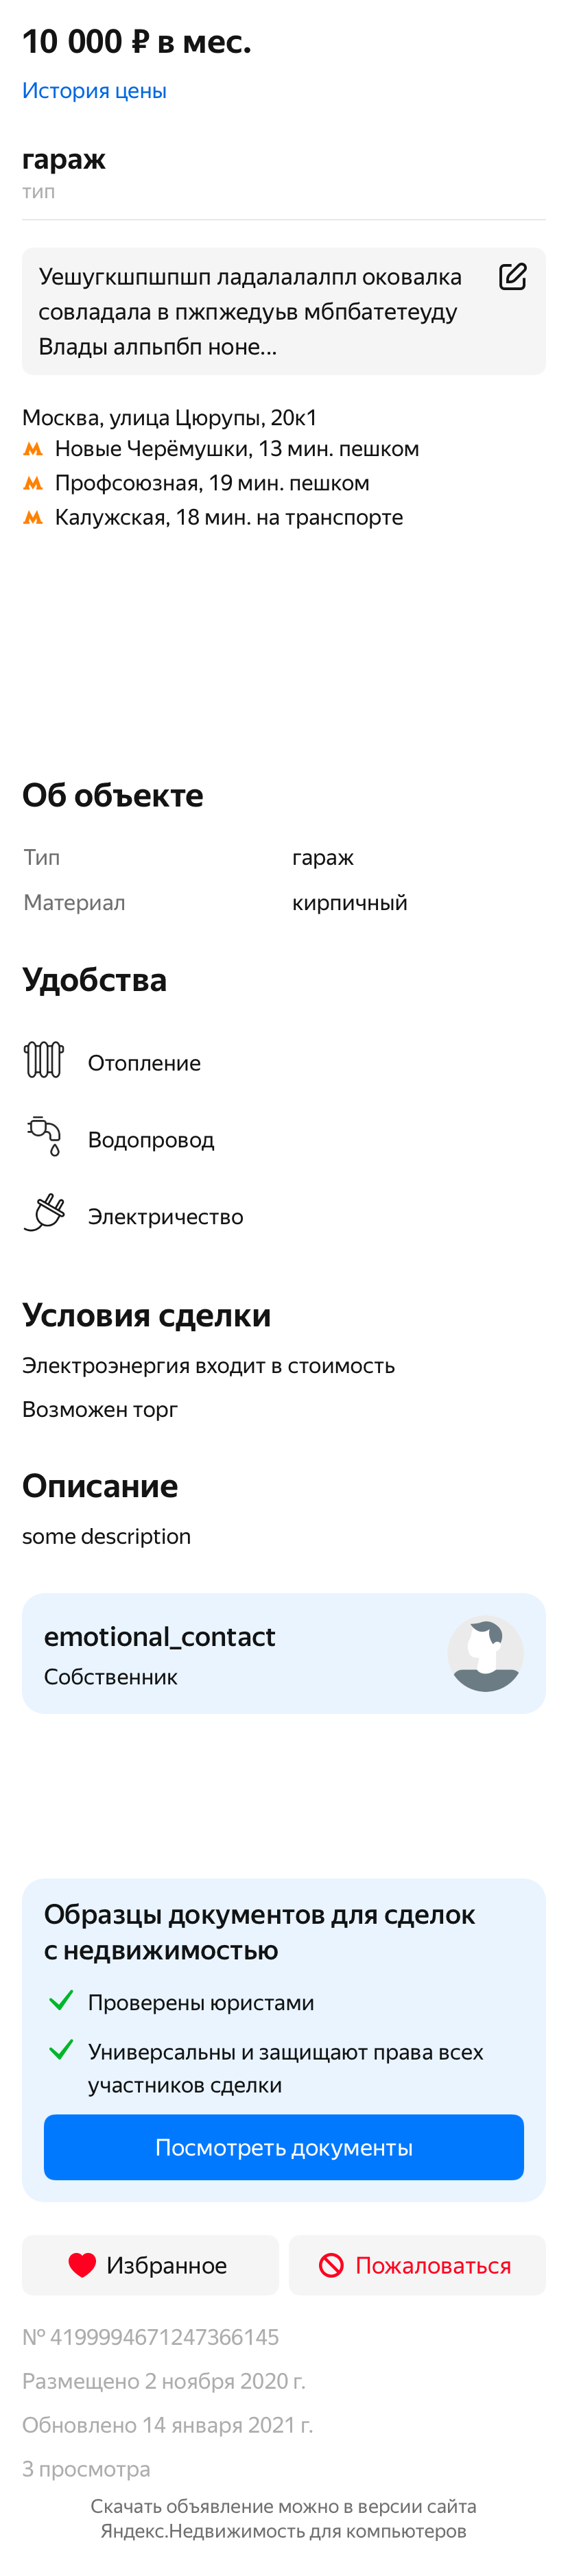 10 000 ₽ в мес.
История цены
гараж
тип
Уешугкшпшпшп ладалалалпл оковалка
совладала в пжпжедуьв мбпбатетеуду
Влады алпьпбп ноне...
Москва, улица Цюрупы, 20к1
Новые Черёмушки, 13 мин. пешком
Профсоюзная, 19 мин. пешком
Калужская, 18 мин. на транспорте
Об объекте
Тип гараж
Материал кирпичный
Удобства
Отопление
Водопровод
Электричество
Условия сделки
Электроэнергия входит в стоимость
Возможен торг
Описание
some description
emotional_contact
Собственник
Образцы документов для сделок
с недвижимостью
Проверены юристами
Универсальны и защищают права всех
участников сделки
Посмотреть документы
Избранное Пожаловаться
№ 4199994671247366145
Размещено 2 ноября 2020 г.
Обновлено 14 января 2021 г.
3 просмотра
Скачать объявление можно в версии сайта
Яндекс.Недвижимость для компьютеров